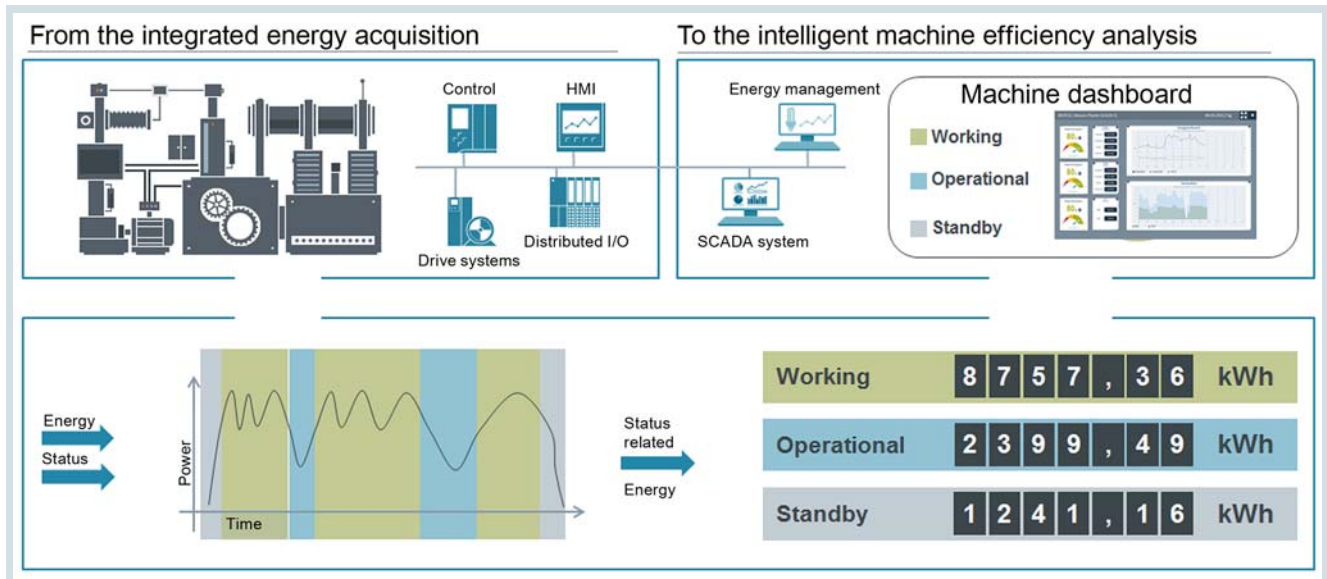 From the integrated energy acquisition
To the intelligent machine efficiency analysis
Control
HMI
Drive systems
Distributed I/O
Energy management
SCADA system
Machine dashboard
Working
Operational
Standby
Energy
Status
Power
Time
Status
related
Energy
Working 8757,36 kWh
Operational 2399,49 kWh
Standby 1241,16 kWh